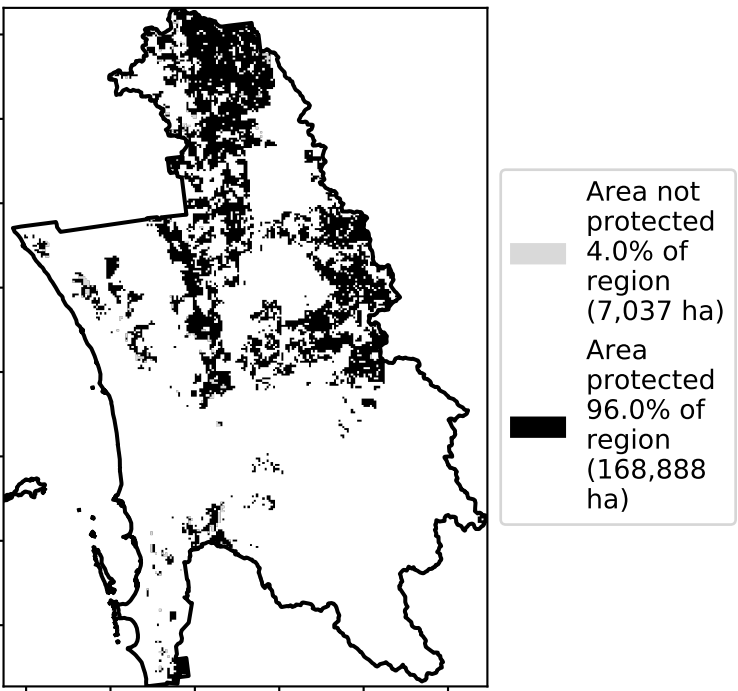 Area not
protected
4.0% of
region
(7,037 ha)
Area
protected
96.0% of
region
(168,888
ha)